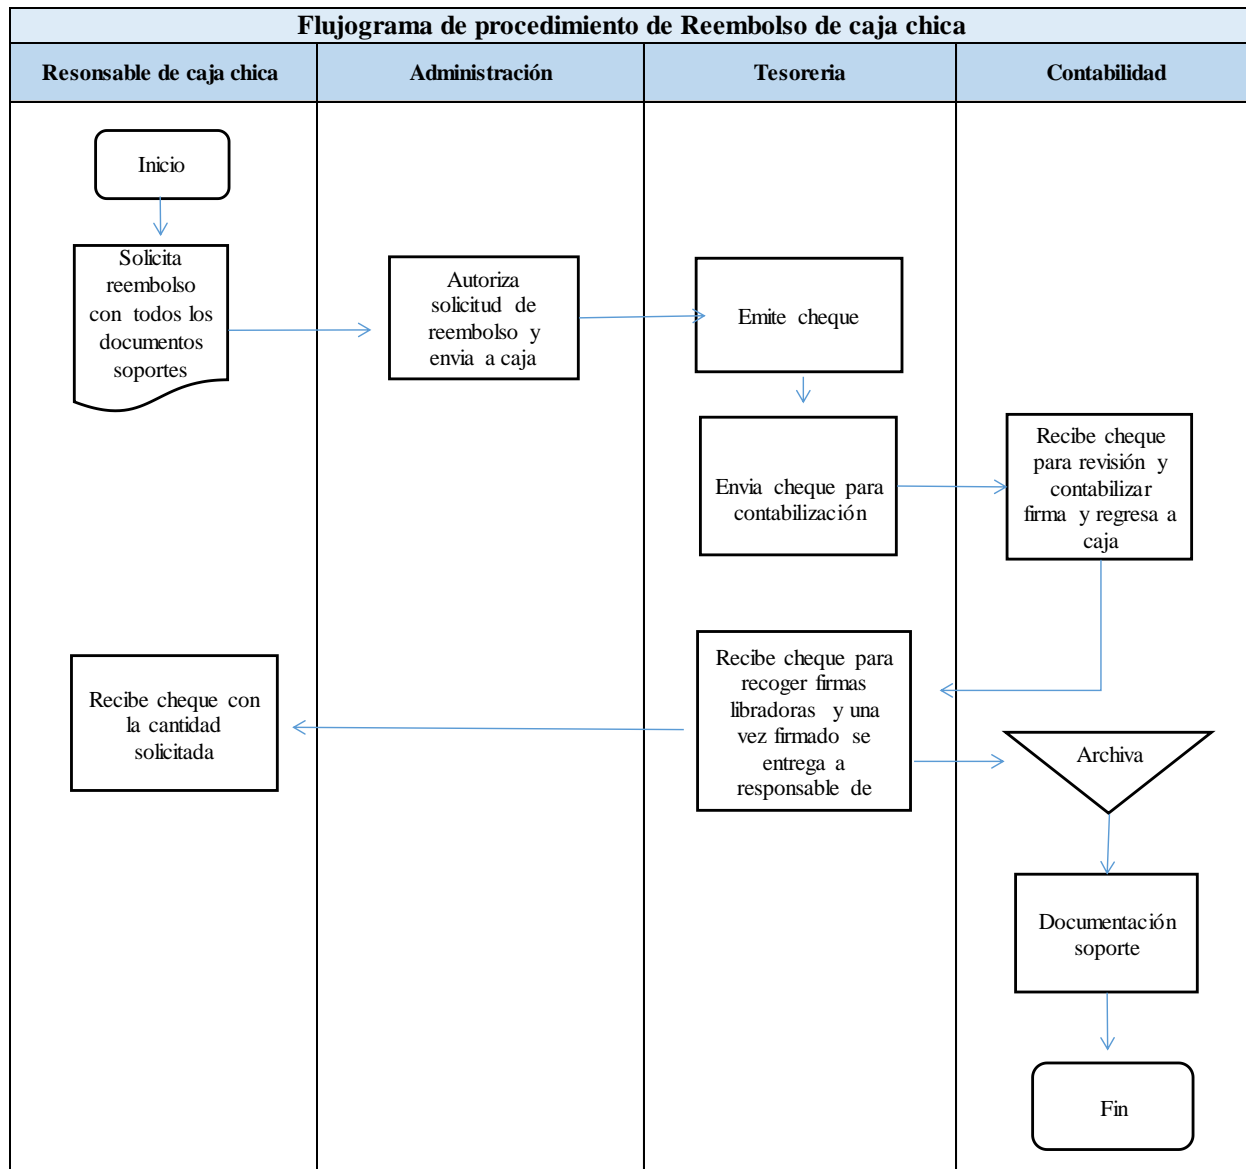 Flujograma de procedimiento de Reembolso de caja chica
Resonsable de caja chica
Administración
Tesoreria
Contabilidad
Inicio
Solicita
reembolso
con todos los
documentos
soportes
Autoriza
solicitud de
reembolso y
envia a caja
Emite cheque
Envia cheque para
contabilización
Recibe cheque
para revisión y
contabilizar
firma y regresa a
caja
Recibe cheque para
recoger firmas
libradoras y una
vez firmado se
entrega a
responsable de
Recibe cheque con
la cantidad
solicitada
Archiva
Documentación
soporte
Fin